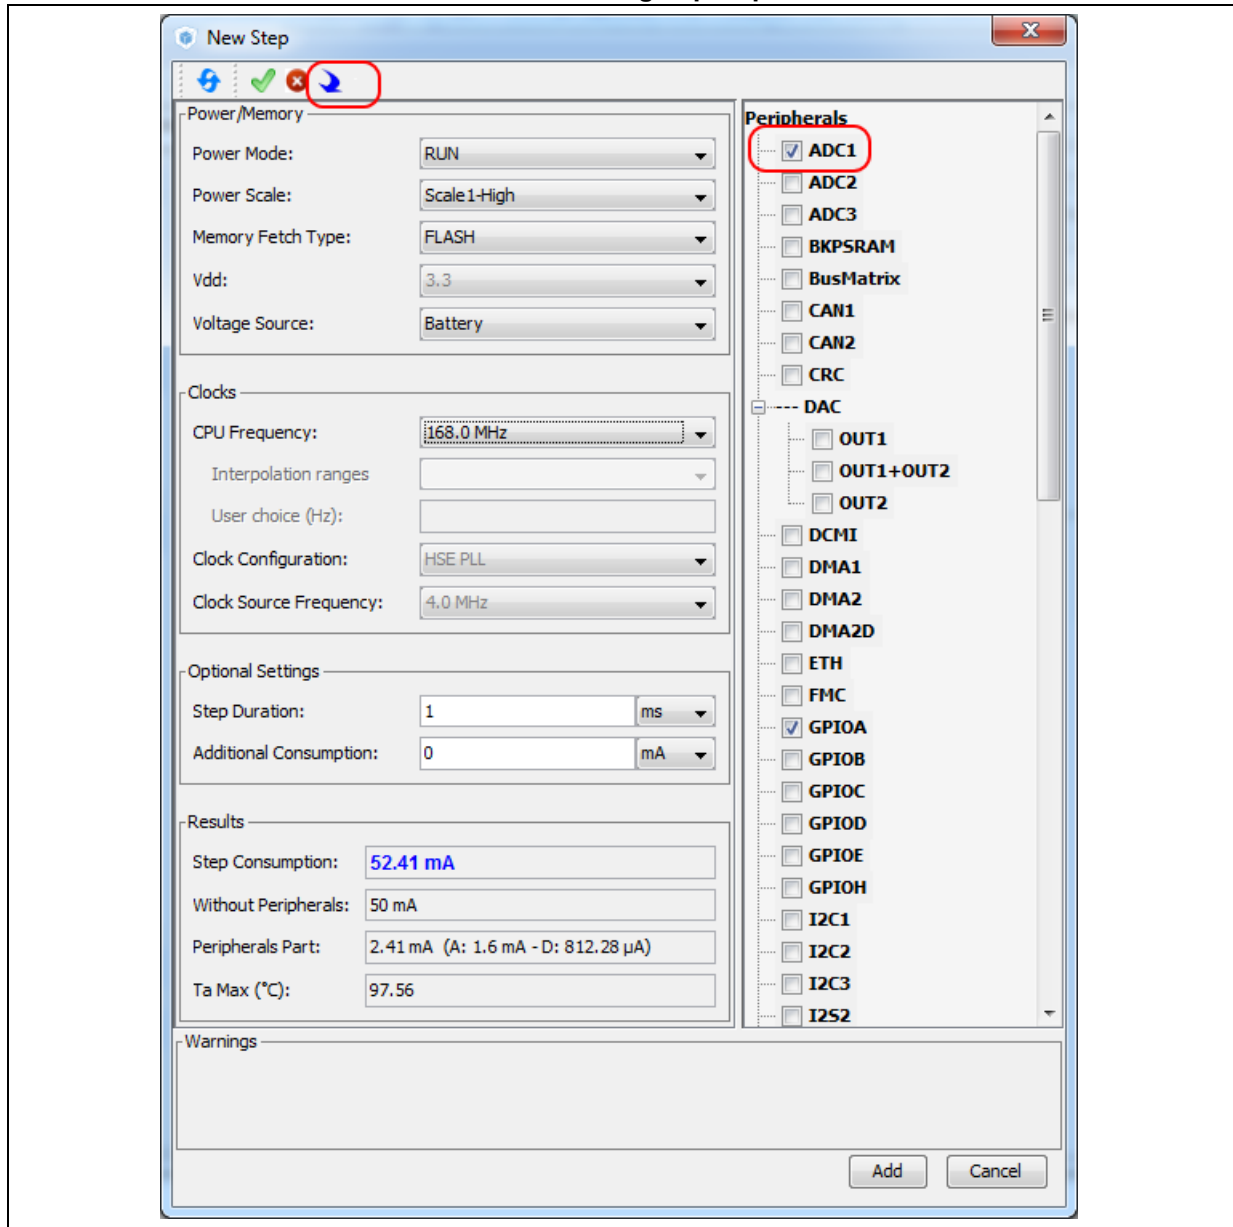 New Step
Power/Memory
Power Mode: RUN
Power Scale: Scale1-High
Memory Fetch Type: FLASH
Vdd: 3.3
Voltage Source: Battery
Clocks
CPU Frequency: 168.0 MHz
Interpolation ranges
User choice (Hz):
Clock Configuration: HSE PLL
Clock Source Frequency: 4.0 MHz
Optional Settings
Step Duration: 1 ms
Additional Consumption: 0 mA
Results
Step Consumption: 52.41 mA
Without Peripherals: 50 mA
Peripherals Part: 2.41 mA (A: 1.6 mA - D: 812.28 µA)
Ta Max (°C): 97.56
Peripherals
ADC1
ADC2
ADC3
BKPSRAM
BusMatrix
CAN1
CAN2
CRC
--- DAC
OUT1
OUT1+OUT2
OUT2
DCMI
DMA1
DMA2
DMA2D
ETH
FMC
GPIOA
GPIOB
GPIOC
GPIOD
GPIOE
GPIOH
I2C1
I2C2
I2C3
I2S2
Warnings
Add Cancel